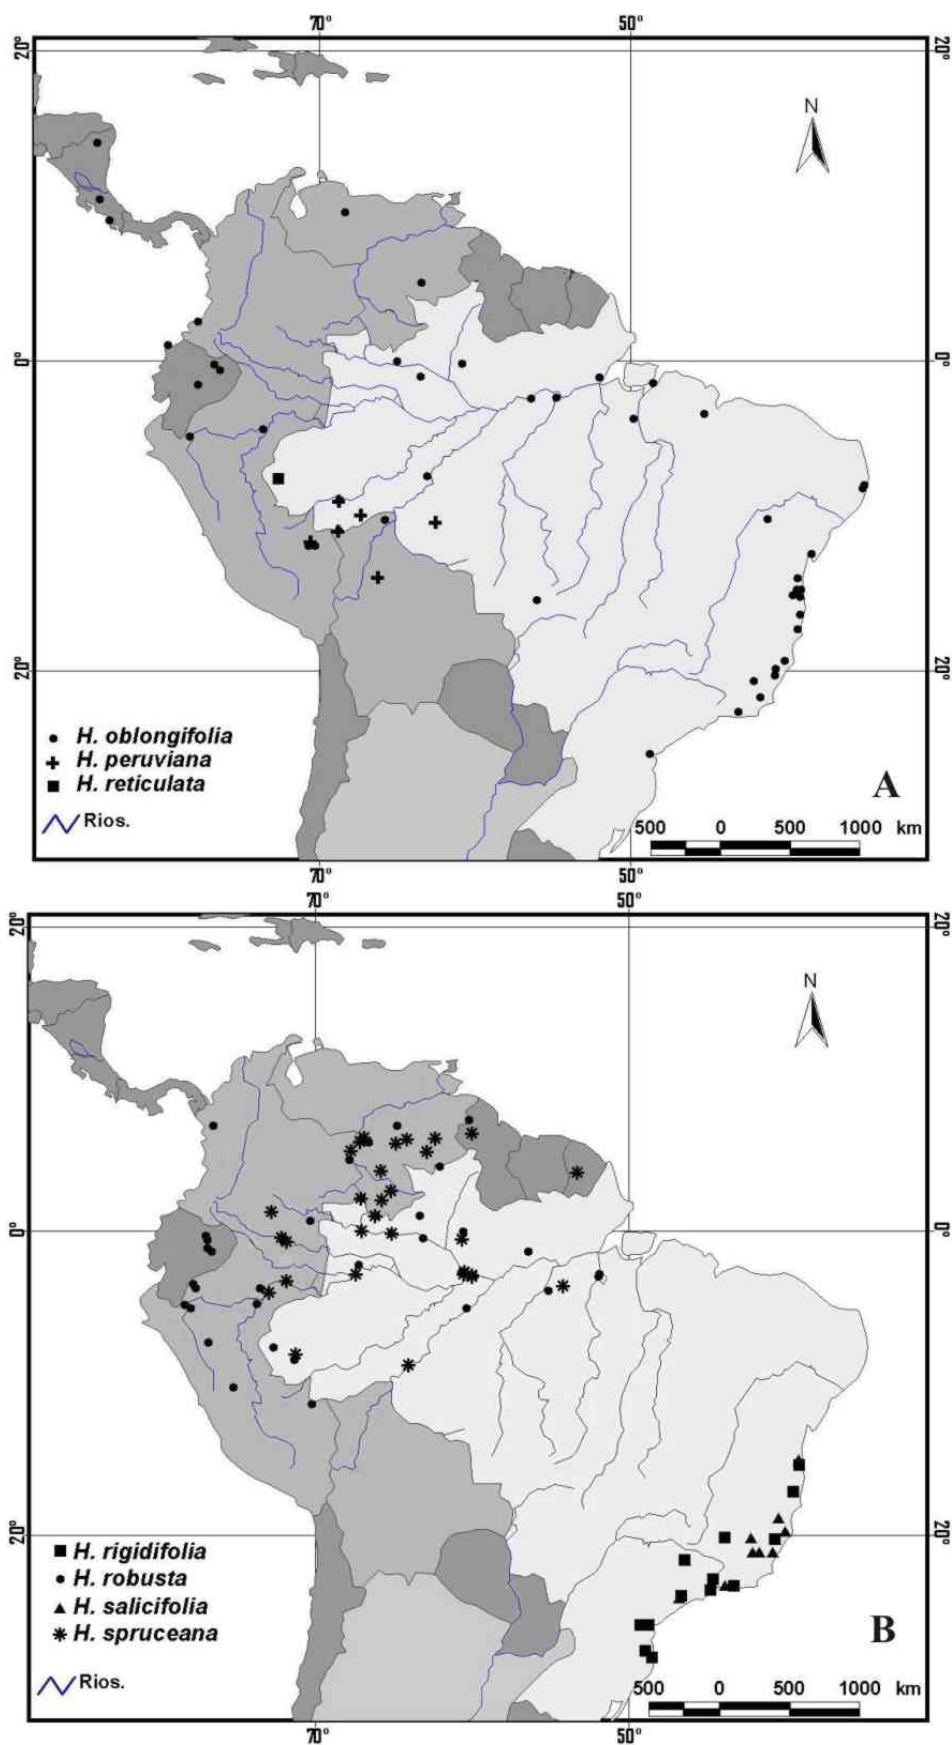 70° 50°
20° 20°
N
0° 0°
20° 20°
H. oblongifolia
H. peruviana
H. reticulata
Rios.
A
500 0 500 1000 km
70° 50°
70° 50°
20° 20°
N
0° 0°
20° 20°
H. rigidifolia
H. robusta
H. salicifolia
H. spruceana
Rios.
B
500 0 500 1000 km
70° 50°